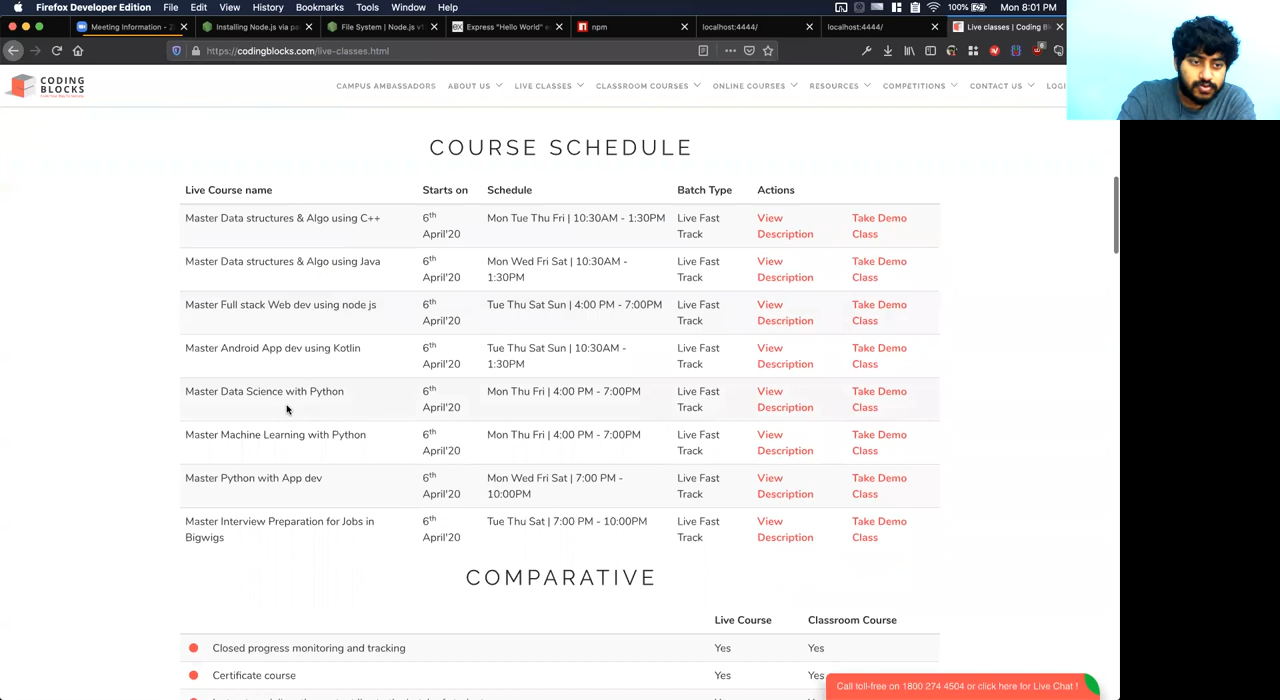 Firefox Developer Edition File Edit View History Bookmarks Tools Window Help 100% Mon 8:01 PM
Meeting Information - Installing Node.js via pa File System | Node.js v1 Express "Hello World" e npm localhost:4444/ localhost:4444/ Live classes | Coding Bl
https://codingblocks.com/live-classes.html
CODING
BLOCKS
CAMPUS AMBASSADORS ABOUT US LIVE CLASSES CLASSROOM COURSES ONLINE COURSES RESOURCES COMPETITIONS CONTACT US LOGI
COURSE SCHEDULE
Live Course name Starts on Schedule Batch Type Actions
Master Data structures & Algo using C++ 6th Mon Tue Thu Fri | 10:30AM - 1:30PM Live Fast View Take Demo
April'20 Track Description Class
Master Data structures & Algo using Java 6th Mon Wed Fri Sat | 10:30AM - Live Fast View Take Demo
April'20 1:30PM Track Description Class
Master Full stack Web dev using node js 6th Tue Thu Sat Sun | 4:00 PM - 7:00PM Live Fast View Take Demo
April'20 Track Description Class
Master Android App dev using Kotlin 6th Tue Thu Sat Sun | 10:30AM - Live Fast View Take Demo
April'20 1:30PM Track Description Class
Master Data Science with Python 6th Mon Thu Fri | 4:00 PM - 7:00PM Live Fast View Take Demo
April'20 Track Description Class
Master Machine Learning with Python 6th Mon Thu Fri | 4:00 PM - 7:00PM Live Fast View Take Demo
April'20 Track Description Class
Master Python with App dev 6th Mon Wed Fri Sat | 7:00 PM - Live Fast View Take Demo
April'20 10:00PM Track Description Class
Master Interview Preparation for Jobs in 6th Tue Thu Sat | 7:00 PM - 10:00PM Live Fast View Take Demo
Bigwigs April'20 Track Description Class
COMPARATIVE
Live Course Classroom Course
Closed progress monitoring and tracking Yes Yes
Certificate course Yes Yes
Call toll-free on 1800 274 4504 or click here for Live Chat !